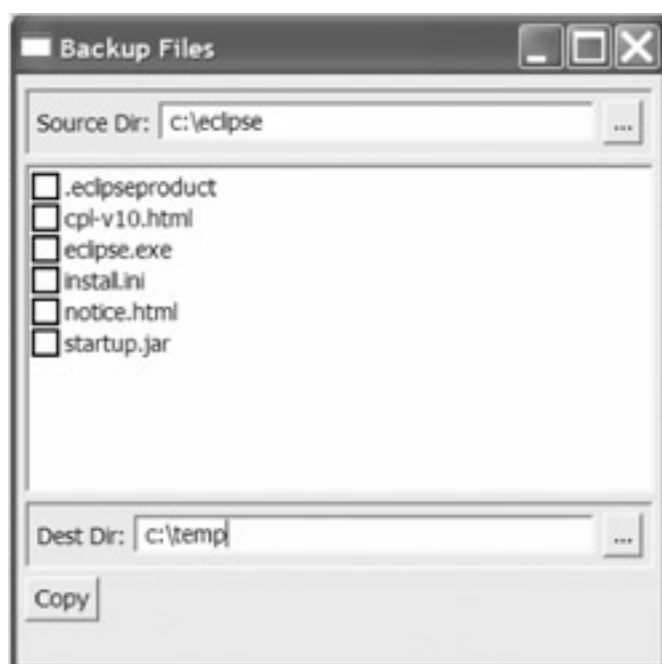 Backup Files
Source Dir: c:\eclipse ...
.eclipseproduct
cpl-v10.html
eclipse.exe
install.ini
notice.html
startup.jar
Dest Dir: c:\temp ...
Copy